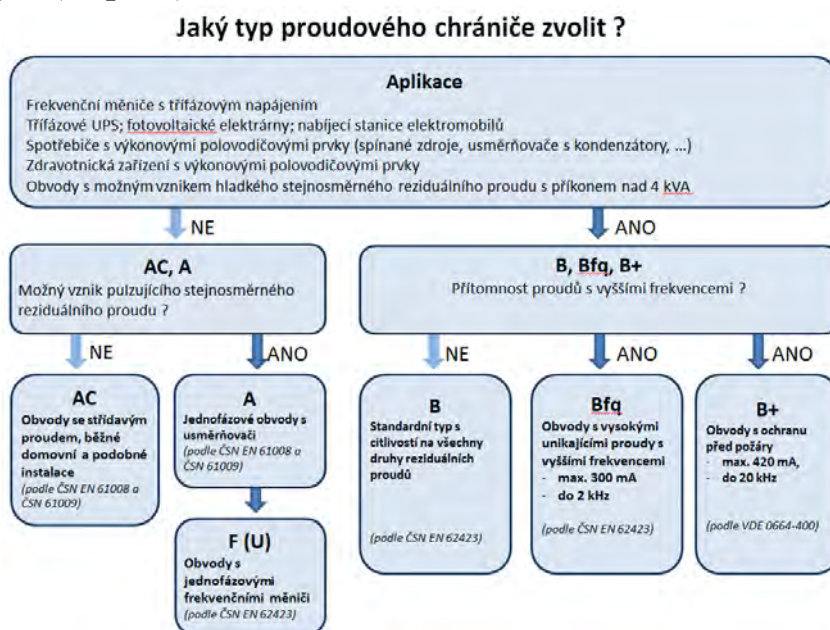 Jaký typ proudového chrániče zvolit ?
Aplikace
Frekvenční měniče s třífázovým napájením
Třífázové UPS; fotovoltaické elektrárny; nabíjecí stanice elektromobilů
Spotřebiče s výkonovými polovodičovými prvky (spínané zdroje, usměrňovače s kondenzátory, ...)
Zdravotnická zařízení s výkonovými polovodičovými prvky
Obvody s možným vznikem hladkého stejnosměrného reziduálního proudu s příkonem nad 4 kVA
NE
ANO
AC, A
Možný vznik pulzujícího stejnosměrného
reziduálního proudu ?
B, Bfq, B+
Přítomnost proudů s vyššími frekvencemi ?
NE
ANO
NE
ANO
ANO
AC
Obvody se střídavým
proudem, běžné
domovní a podobné
instalace
(podle ČSN EN 61008 a
ČSN 61009)
A
Jednofázové obvody s
usměrňovači
(podle ČSN EN 61008 a
ČSN EN 61009)
F (U)
Obvody s
jednofázovými
frekvenčními měniči
(podle ČSN EN 62423)
B
Standardní typ s
citlivostí na všechny
druhy reziduálních
proudů
(podle ČSN EN 62423)
Bfq
Obvody s vysokými
unikajícími proudy s
vyššími frekvencemi
- max. 300 mA
- do 2 kHz
(podle ČSN EN 62423)
B+
Obvody s ochranu
před požáry
- max. 420 mA,
- do 20 kHz
(podle VDE 0664-400)